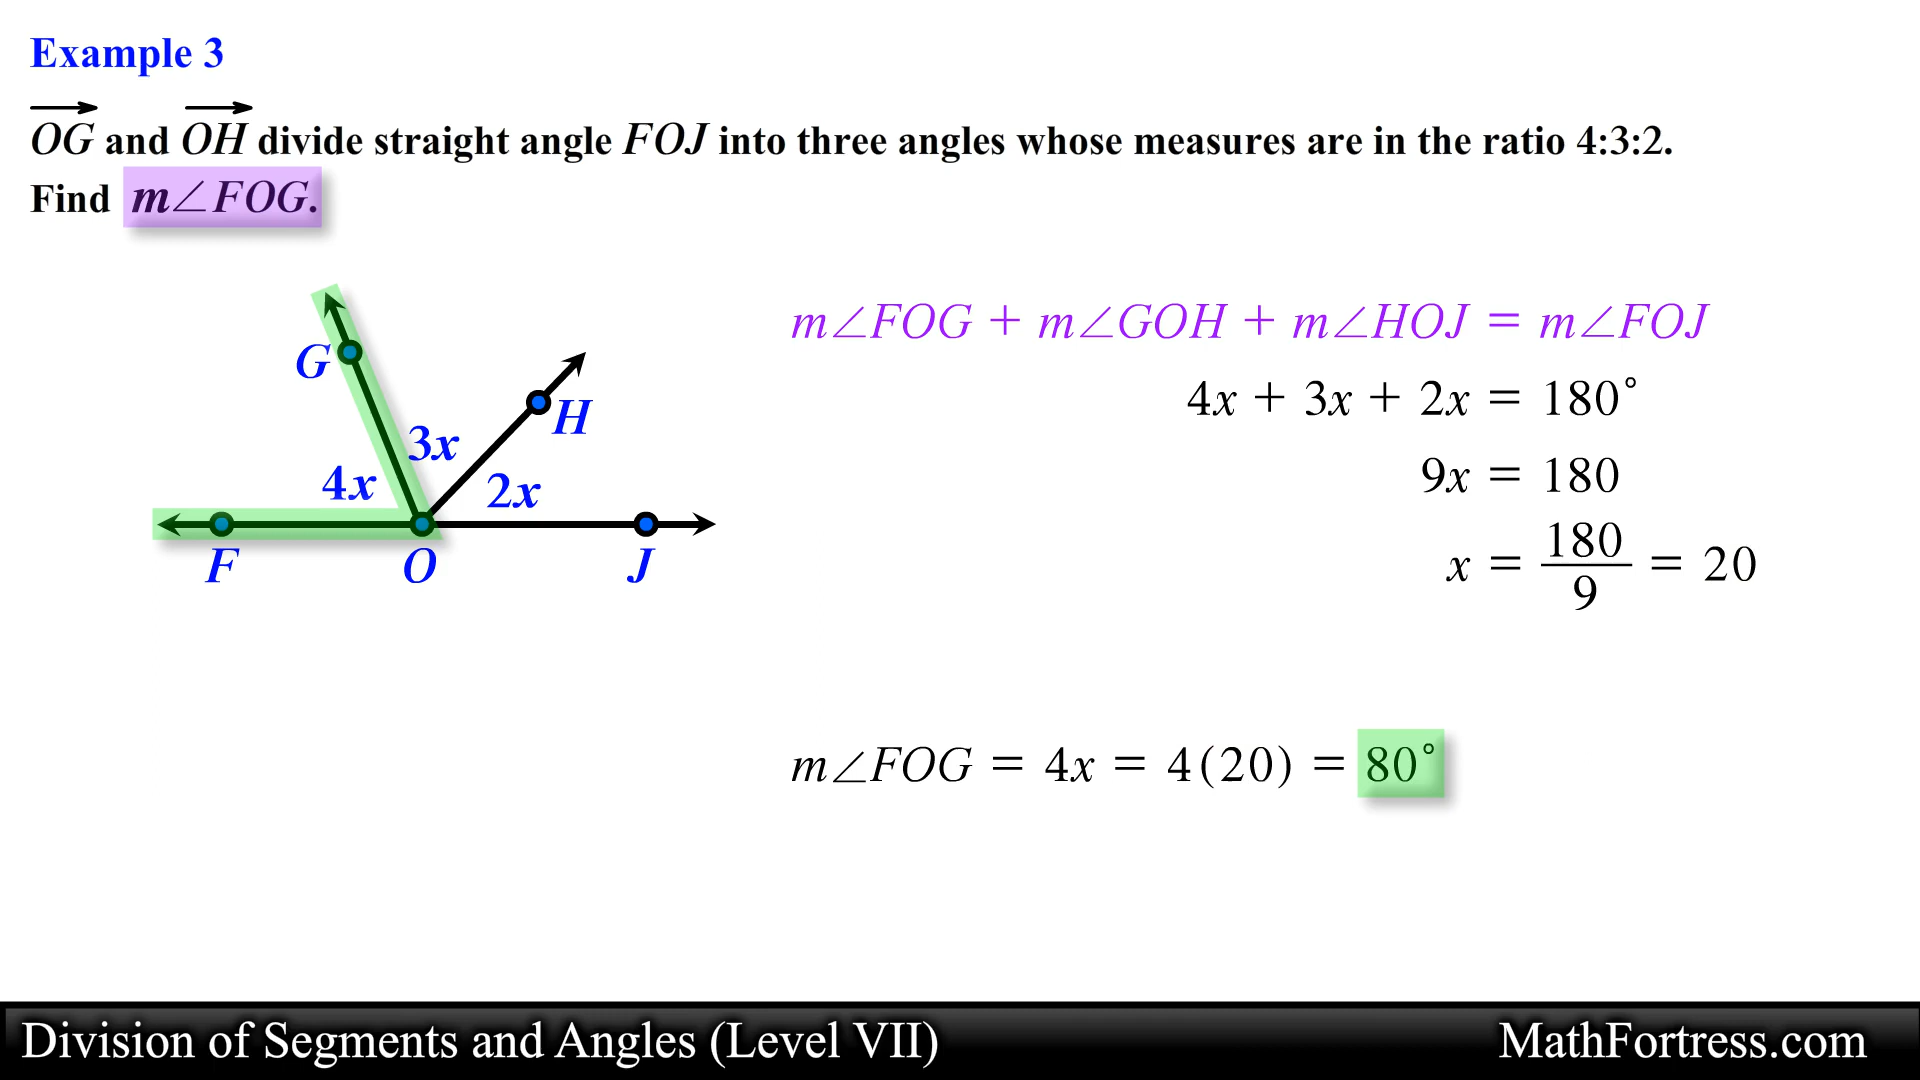 Example 3
OG and OH divide straight angle FOJ into three angles whose measures are in the ratio 4:3:2.
Find m∠FOG.
m∠FOG + m∠GOH + m∠HOJ = m∠FOJ
4x + 3x + 2x = 180°
9x = 180
x = 180/9 = 20
G
H
3x
4x
2x
F
O
J
m∠FOG = 4x = 4(20) = 80°
Division of Segments and Angles (Level VII)
MathFortress.com